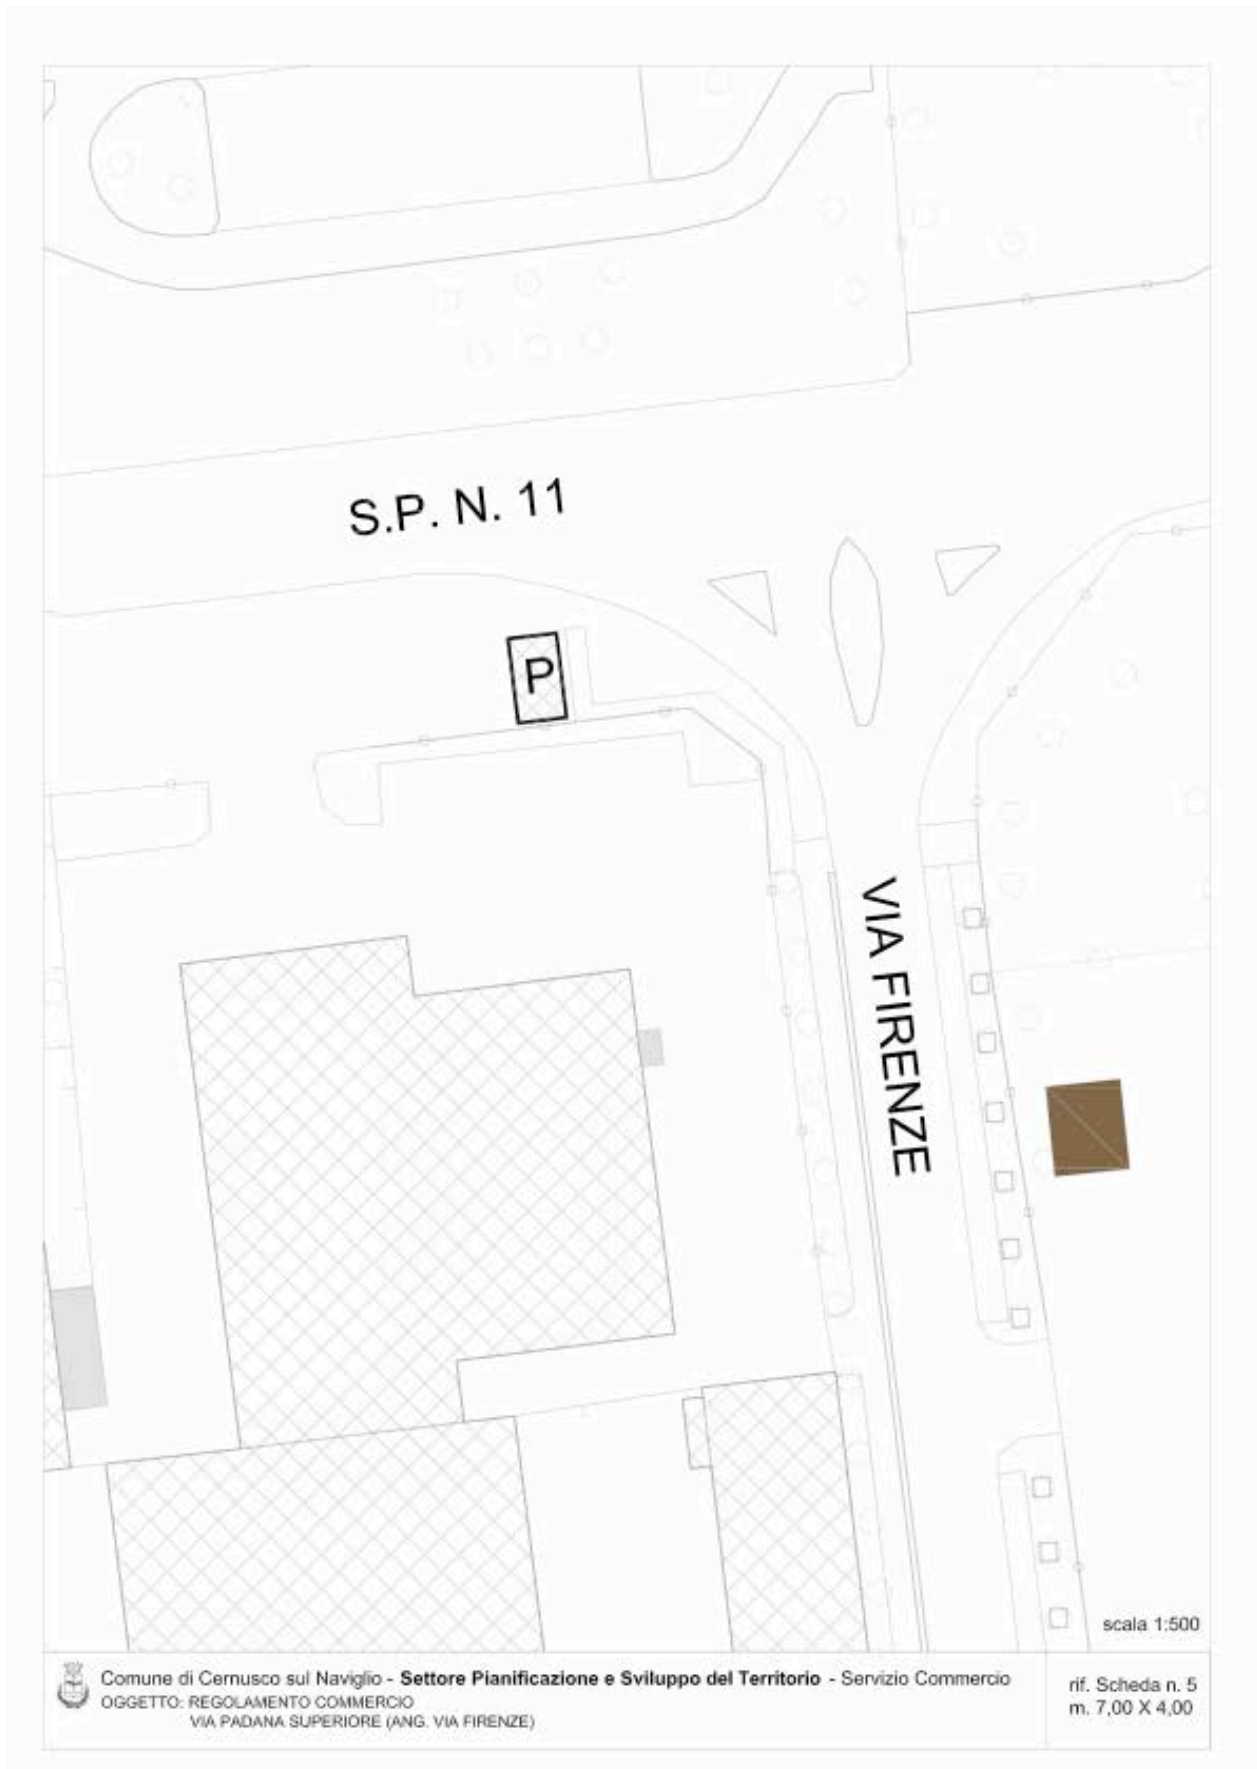 S.P. N. 11
P
VIA FIRENZE
scala 1:500
Comune di Cernusco sul Naviglio - Settore Pianificazione e Sviluppo del Territorio - Servizio Commercio
OGGETTO: REGOLAMENTO COMMERCIO
VIA PADANA SUPERIORE (ANG. VIA FIRENZE)
rif. Scheda n. 5
m. 7,00 X 4,00